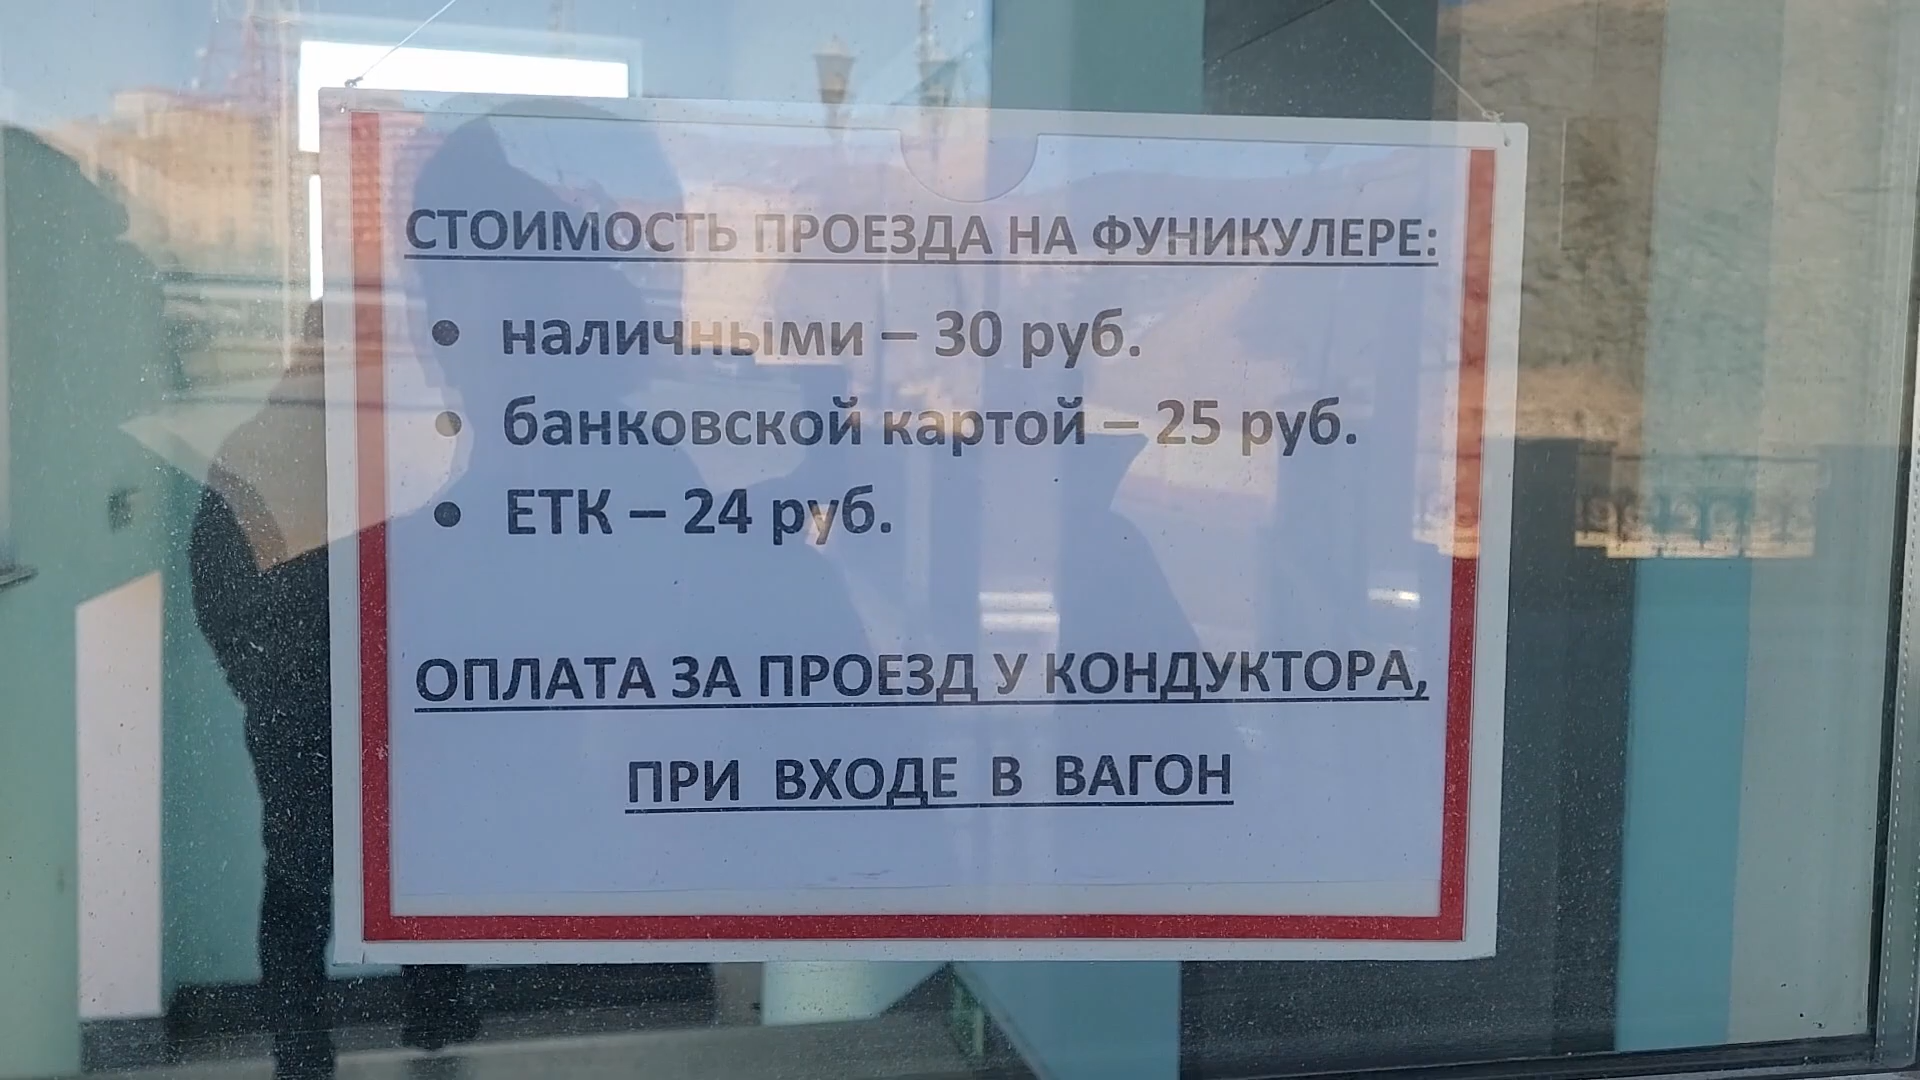 СТОИМОСТЬ ПРОЕЗДА НА ФУНИКУЛЕРЕ:
• наличными – 30 руб.
• банковской картой – 25 руб.
• ЕТК – 24 руб.
ОПЛАТА ЗА ПРОЕЗД У КОНДУКТОРА,
ПРИ ВХОДЕ В ВАГОН